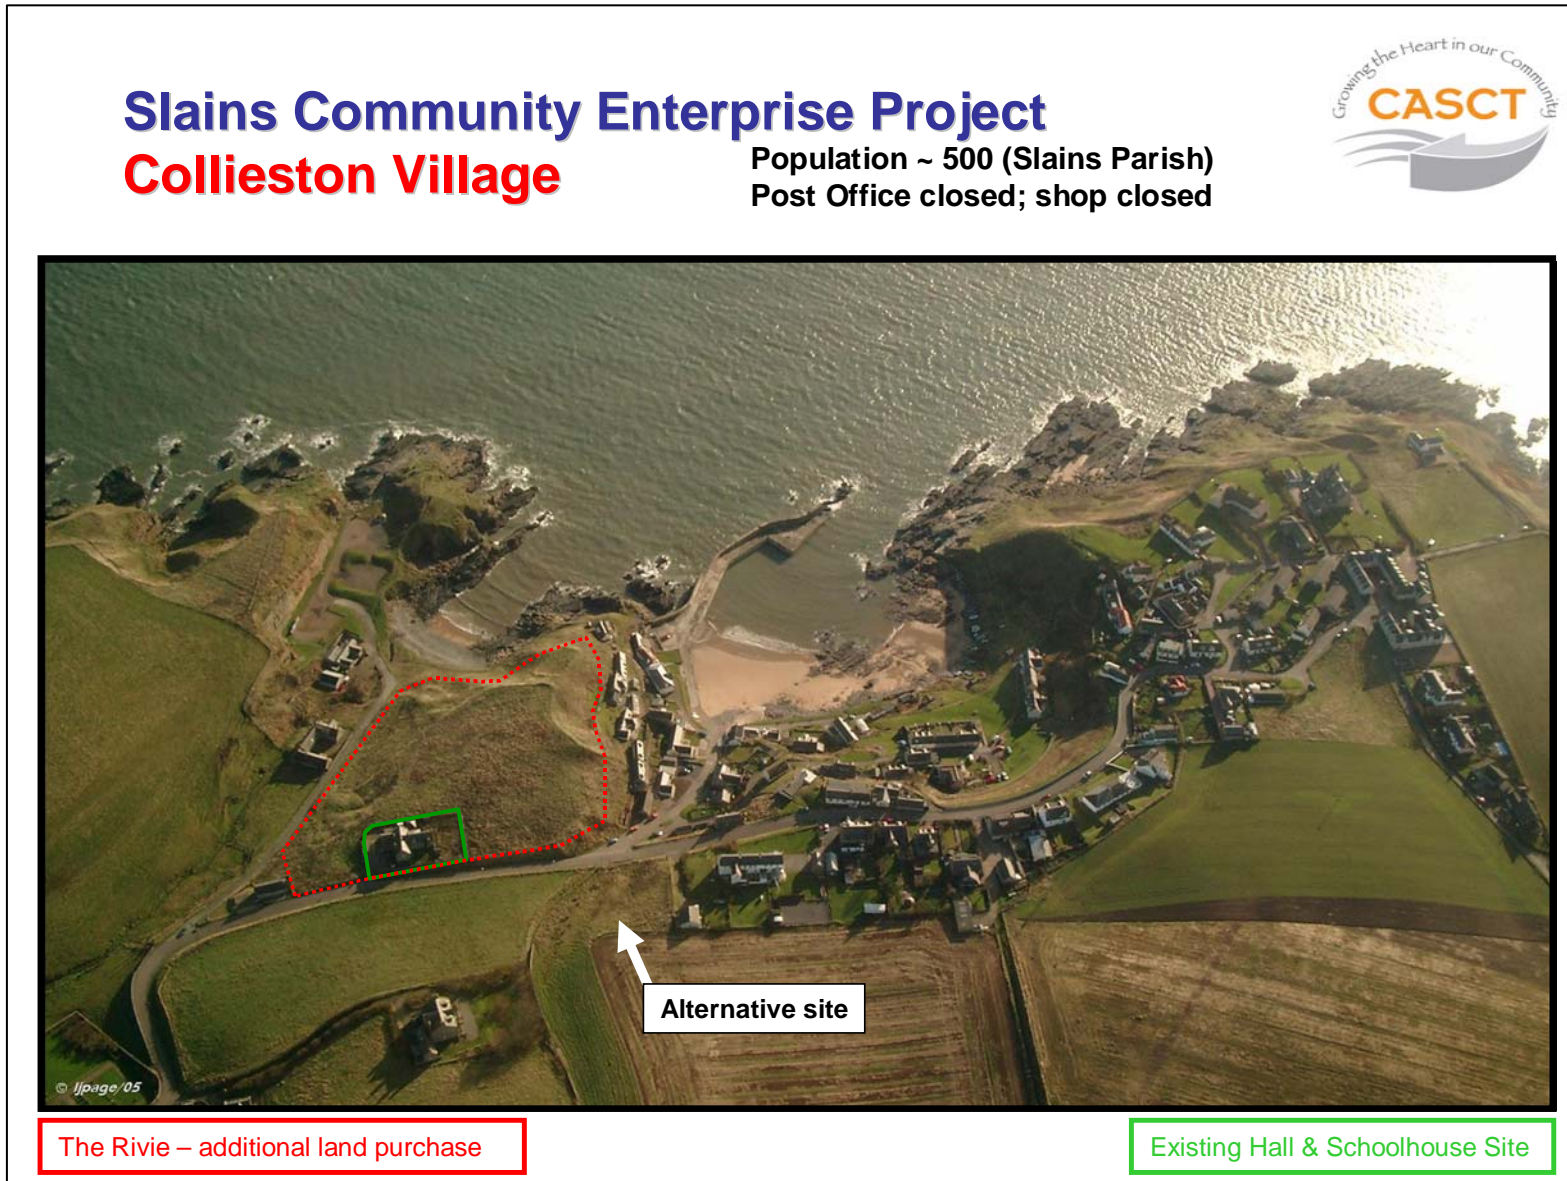 Slains Community Enterprise Project
Collieston Village
Population ~ 500 (Slains Parish)
Post Office closed; shop closed
Growing the Heart in our Community
CASCT
Alternative site
© ljpage/05
The Rivie – additional land purchase
Existing Hall & Schoolhouse Site